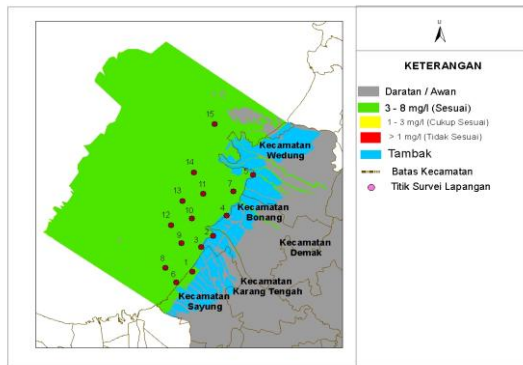 U
KETERANGAN
Daratan / Awan
3 - 8 mg/l (Sesuai)
1 - 3 mg/l (Cukup Sesuai)
> 1 mg/l (Tidak Sesuai)
Tambak
Batas Kecamatan
Titik Survei Lapangan
15
Kecamatan
Wedung
14
5
13
11
7
12
10
4
Kecamatan
Bonang
9
3
2
Kecamatan
Demak
8
1
6
Kecamatan
Karang Tengah
Kecamatan
Sayung